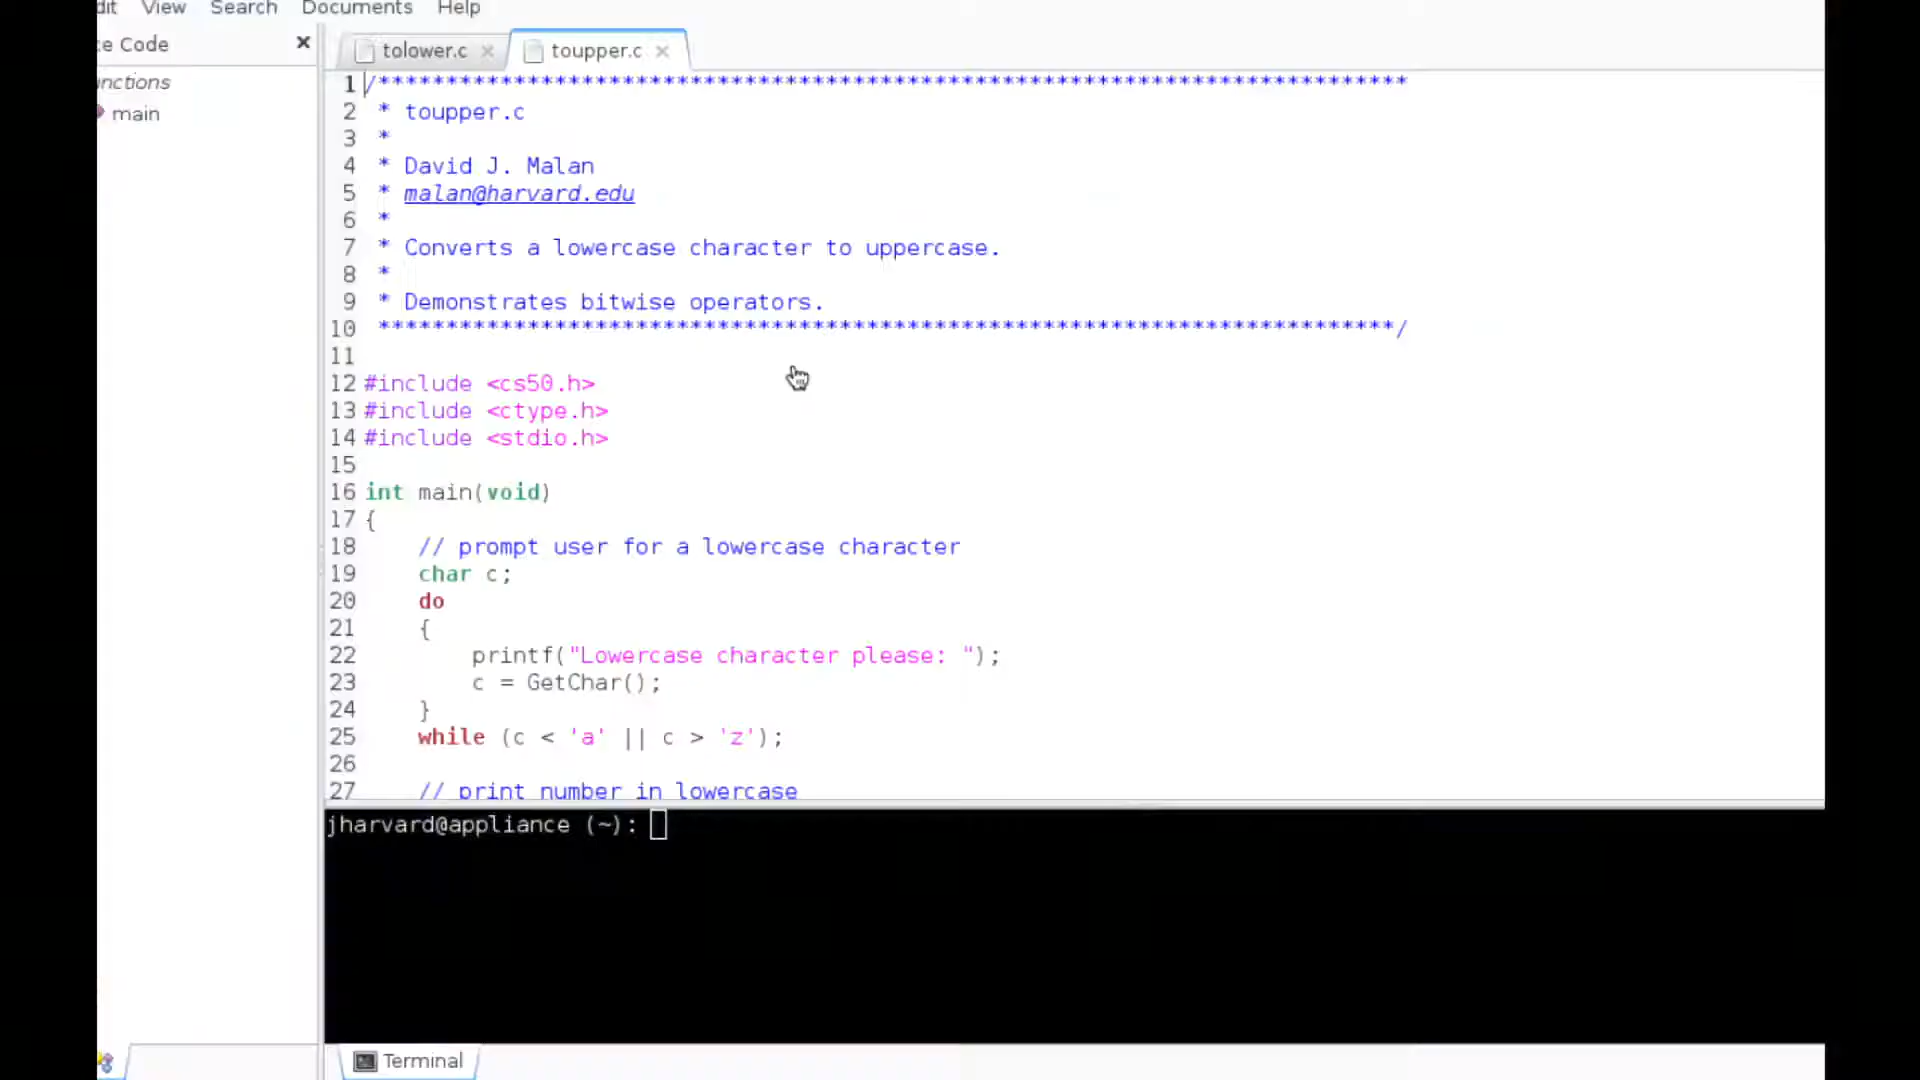 dit View Search Documents Help
e Code
tolower.c
toupper.c
unctions
main
1 /****************************************************************************
2 * toupper.c
3 *
4 * David J. Malan
5 * malan@harvard.edu
6 *
7 * Converts a lowercase character to uppercase.
8 *
9 * Demonstrates bitwise operators.
10 ***************************************************************************/
11
12 #include <cs50.h>
13 #include <ctype.h>
14 #include <stdio.h>
15
16 int main(void)
17 {
18 // prompt user for a lowercase character
19 char c;
20 do
21 {
22 printf("Lowercase character please: ");
23 c = GetChar();
24 }
25 while (c < 'a' || c > 'z');
26
27 // print number in lowercase
jharvard@appliance (~):
Terminal